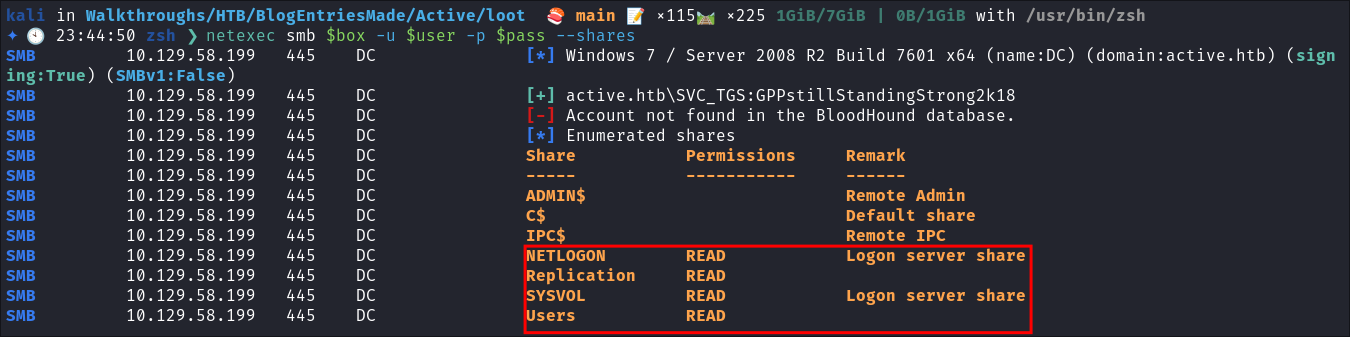 kali in Walkthroughs/HTB/BlogEntriesMade/Active/loot 🍣 main 📝 ×115🛤️ ×225 1GiB/7GiB | 0B/1GiB with /usr/bin/zsh
✦ 🕙 23:44:50 zsh ❯ netexec smb $box -u $user -p $pass --shares
SMB 10.129.58.199 445 DC [*] Windows 7 / Server 2008 R2 Build 7601 x64 (name:DC) (domain:active.htb) (sign
ing:True) (SMBv1:False)
SMB 10.129.58.199 445 DC [+] active.htb\SVC_TGS:GPPstillStandingStrong2k18
SMB 10.129.58.199 445 DC [-] Account not found in the BloodHound database.
SMB 10.129.58.199 445 DC [*] Enumerated shares
SMB 10.129.58.199 445 DC Share Permissions Remark
SMB 10.129.58.199 445 DC ----- ----------- ------
SMB 10.129.58.199 445 DC ADMIN$ Remote Admin
SMB 10.129.58.199 445 DC C$ Default share
SMB 10.129.58.199 445 DC IPC$ Remote IPC
SMB 10.129.58.199 445 DC NETLOGON READ Logon server share
SMB 10.129.58.199 445 DC Replication READ
SMB 10.129.58.199 445 DC SYSVOL READ Logon server share
SMB 10.129.58.199 445 DC Users READ